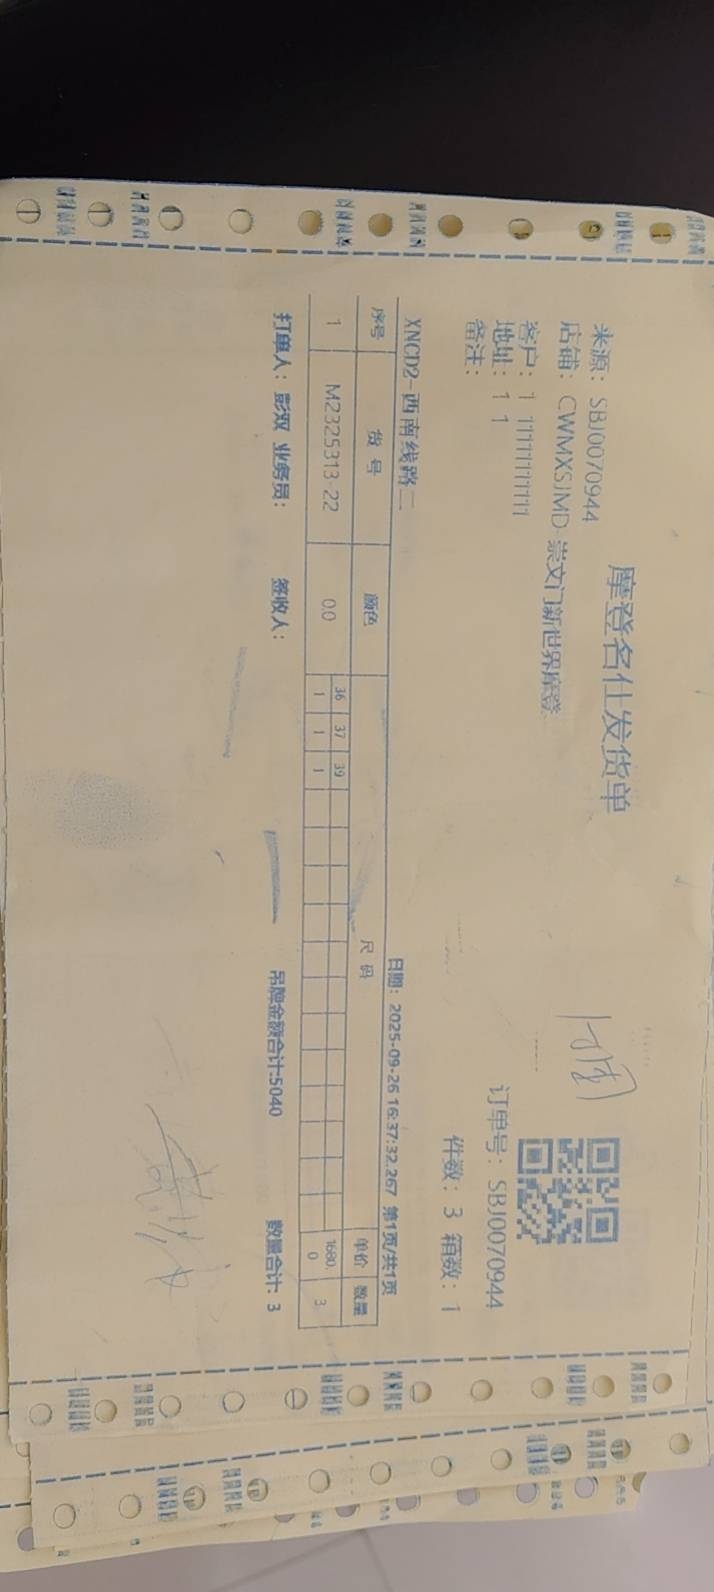 摩登名仕发货单
来源：SBJ0070944
店铺：CWMXSJMD-崇文门新世界摩登
客户：1 11111111111
地址：1 1
备注：
订单号：SBJ0070944
件数：3 箱数：1
XNCD2-西南线路二
日期：2025-09-26 16:37:32.267 第1页/共1页
序号 货号 颜色 尺码 单价 数量
36 37 39
1 M2325313-22 0.0 1 1 1 1680.0 3
打单人：彭双 业务员： 签收人： 吊牌金额合计:5040 数量合计：3